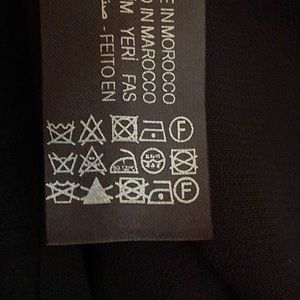 E IN MOROCCO
O IN MAROCCO
M YERİ FAS
- FEITO EN
F
F